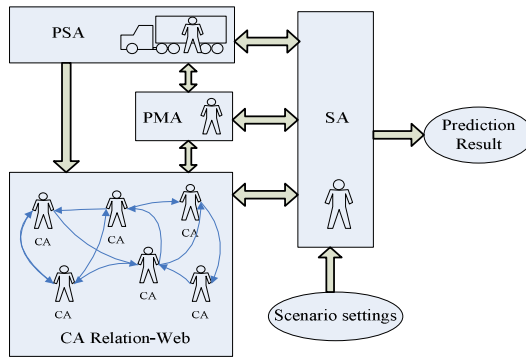 PSA
PMA
SA
Prediction
Result
CA
CA
CA
CA
CA
CA
CA Relation-Web
Scenario settings